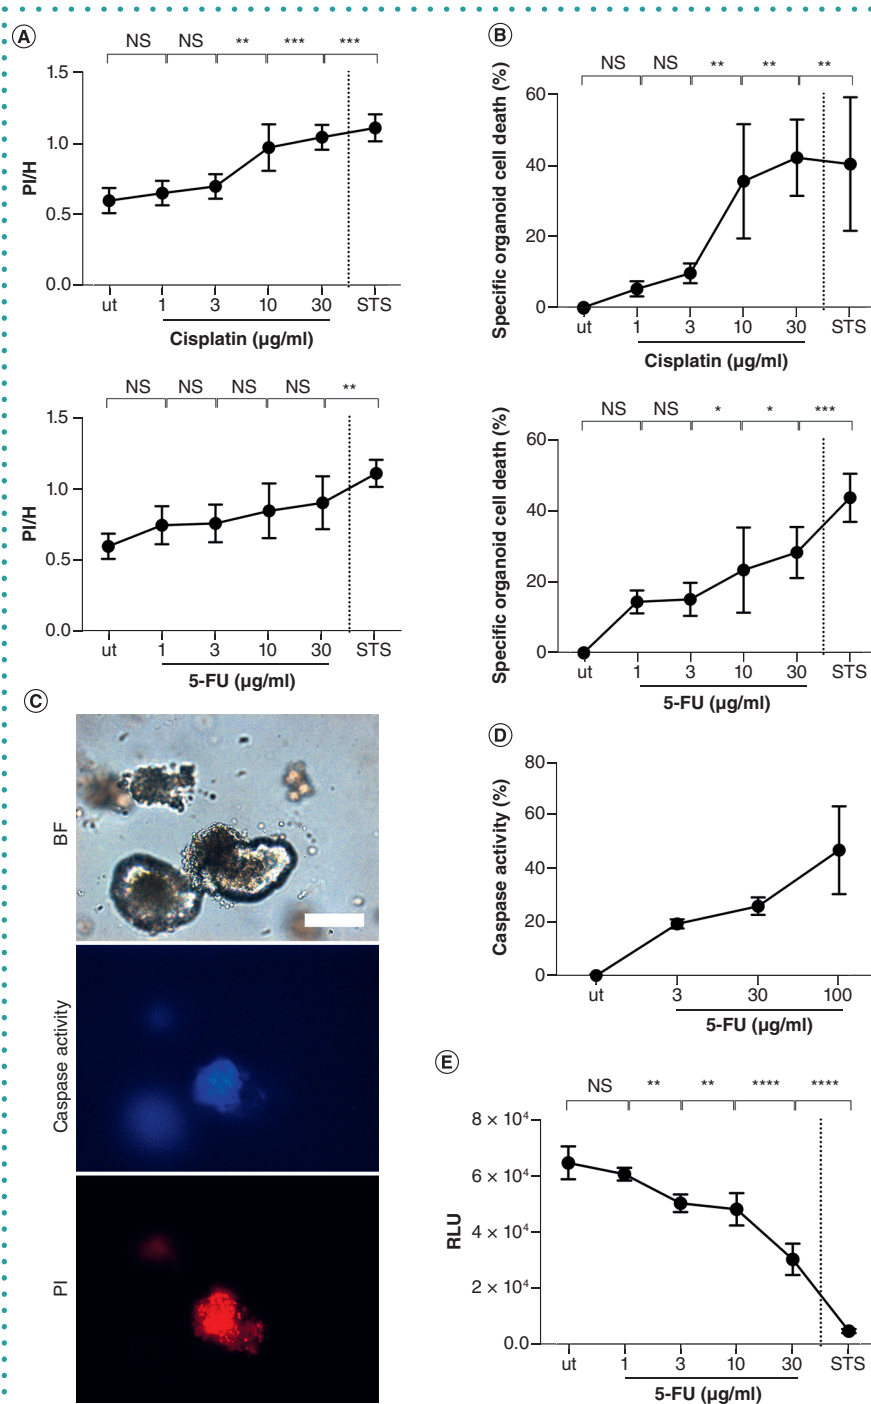 A
NS NS ** *** ***
1.5
1.0
0.5
0.0
PI/H
ut 1 3 10 30 STS
Cisplatin (µg/ml)
NS NS NS NS **
1.5
1.0
0.5
0.0
PI/H
ut 1 3 10 30 STS
5-FU (µg/ml)
B
NS NS ** ** **
60
40
20
0
Specific organoid cell death (%)
ut 1 3 10 30 STS
Cisplatin (µg/ml)
NS NS * * ***
60
40
20
0
Specific organoid cell death (%)
ut 1 3 10 30 STS
5-FU (µg/ml)
C
BF
Caspase activity
PI
D
80
60
40
20
0
Caspase activity (%)
ut 3 30 100
5-FU (µg/ml)
E
NS ** ** **** ****
8 × 10⁴
6 × 10⁴
4 × 10⁴
2 × 10⁴
0.0
RLU
ut 1 3 10 30 STS
5-FU (µg/ml)